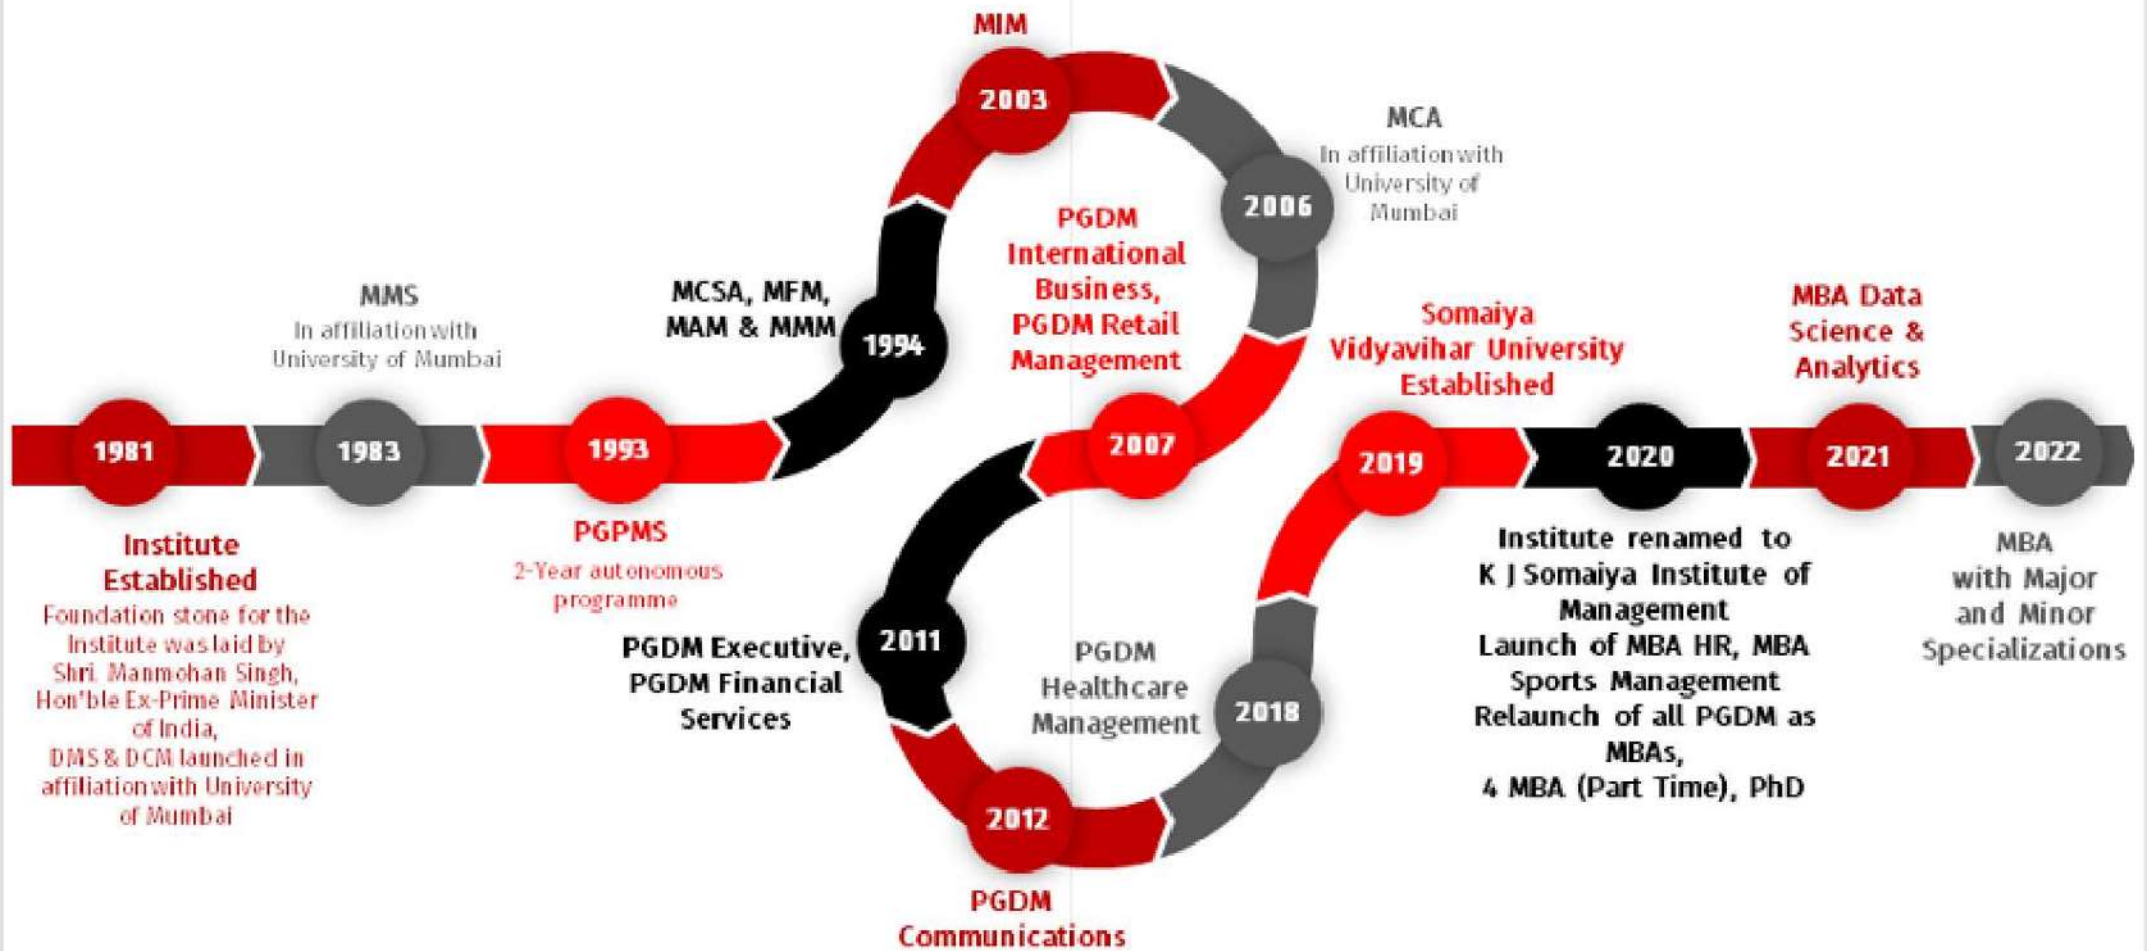 1981
Institute
Established
Foundation stone for the
Institute was laid by
Shri. Manmohan Singh,
Hon'ble Ex-Prime Minister
of India,
DMS & DCM launched in
affiliation with University
of Mumbai
MMS
In affiliation with
University of Mumbai
1983
1993
PGPMS
2-Year autonomous
programme
MCSA, MFM,
MAM & MMM
1994
MIM
2003
MCA
In affiliation with
University of
Mumbai
2006
PGDM
International
Business,
PGDM Retail
Management
2007
2011
PGDM Executive,
PGDM Financial
Services
2012
PGDM
Communications
PGDM
Healthcare
Management
2018
Somaiya
Vidyavihar University
Established
2019
2020
Institute renamed to
K J Somaiya Institute of
Management
Launch of MBA HR, MBA
Sports Management
Relaunch of all PGDM as
MBAs,
4 MBA (Part Time), PhD
MBA Data
Science &
Analytics
2021
2022
MBA
with Major
and Minor
Specializations